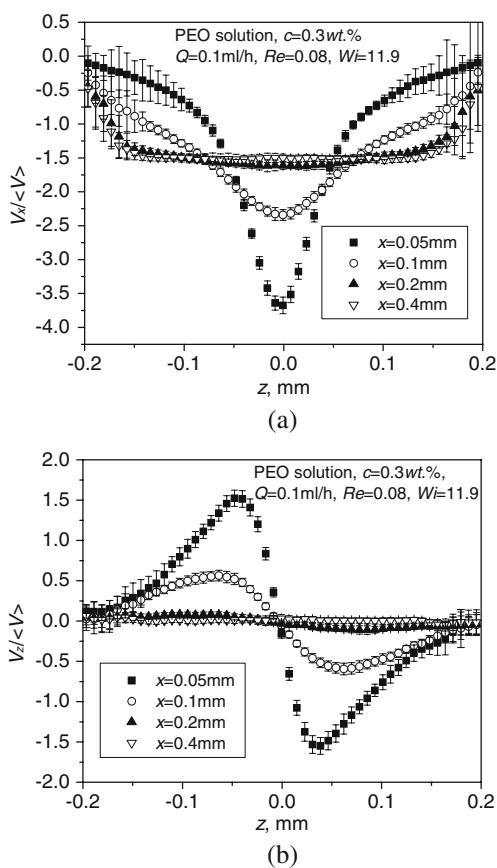 PEO solution, c=0.3wt.%
Q=0.1ml/h, Re=0.08, Wi=11.9
0.5
0.0
-0.5
-1.0
-1.5
-2.0
-2.5
-3.0
-3.5
-4.0
Vx/<V>
x=0.05mm
x=0.1mm
x=0.2mm
x=0.4mm
-0.2 -0.1 0.0 0.1 0.2
z, mm
(a)
PEO solution, c=0.3wt.%,
Q=0.1ml/h, Re=0.08, Wi=11.9
2.0
1.5
1.0
0.5
0.0
-0.5
-1.0
-1.5
-2.0
Vz/<V>
x=0.05mm
x=0.1mm
x=0.2mm
x=0.4mm
-0.2 -0.1 0.0 0.1 0.2
z, mm
(b)